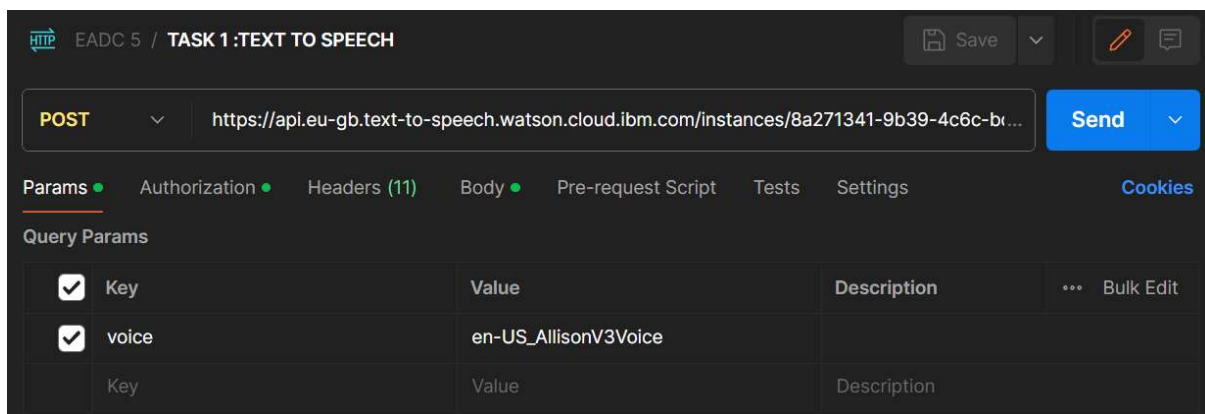 HTTP EADC 5 / TASK 1 :TEXT TO SPEECH Save
POST https://api.eu-gb.text-to-speech.watson.cloud.ibm.com/instances/8a271341-9b39-4c6c-b... Send
Params Authorization Headers (11) Body Pre-request Script Tests Settings Cookies
Query Params
Key Value Description Bulk Edit
voice en-US_AllisonV3Voice
Key Value Description